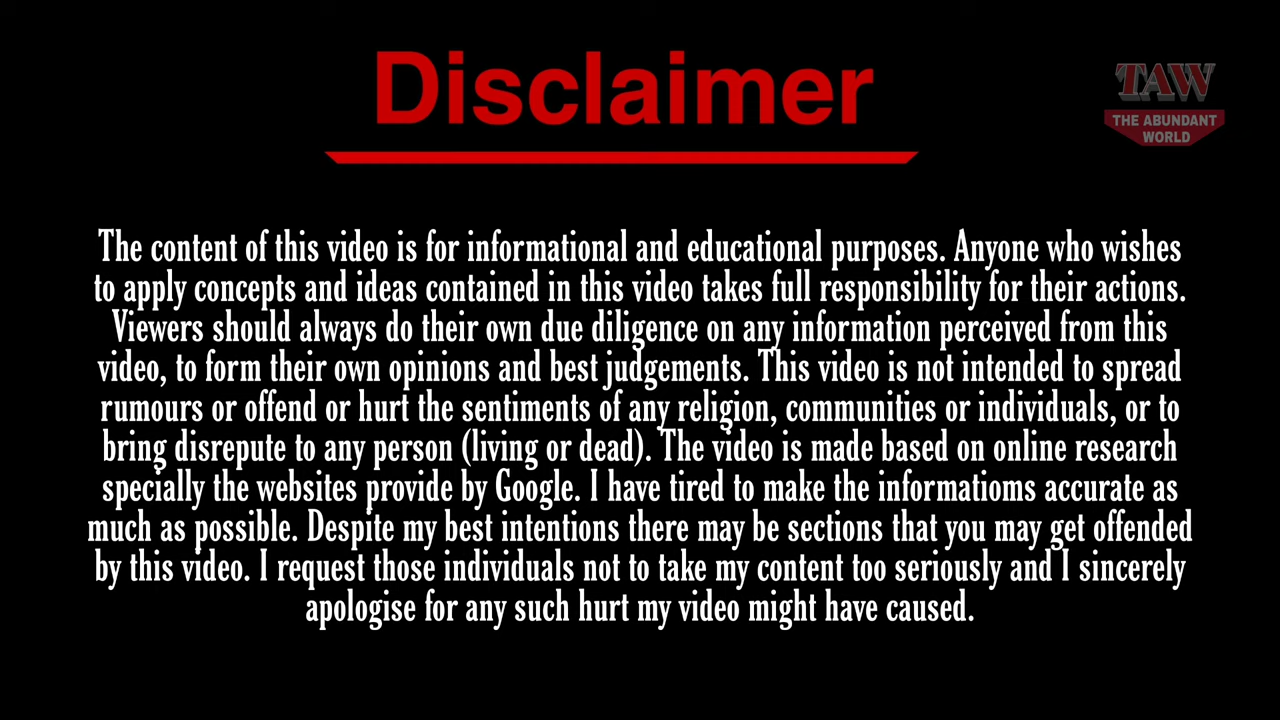 Disclaimer
TAW
THE ABUNDANT
WORLD
The content of this video is for informational and educational purposes. Anyone who wishes
to apply concepts and ideas contained in this video takes full responsibility for their actions.
Viewers should always do their own due diligence on any information perceived from this
video, to form their own opinions and best judgements. This video is not intended to spread
rumours or offend or hurt the sentiments of any religion, communities or individuals, or to
bring disrepute to any person (living or dead). The video is made based on online research
specially the websites provide by Google. I have tired to make the informatioms accurate as
much as possible. Despite my best intentions there may be sections that you may get offended
by this video. I request those individuals not to take my content too seriously and I sincerely
apologise for any such hurt my video might have caused.